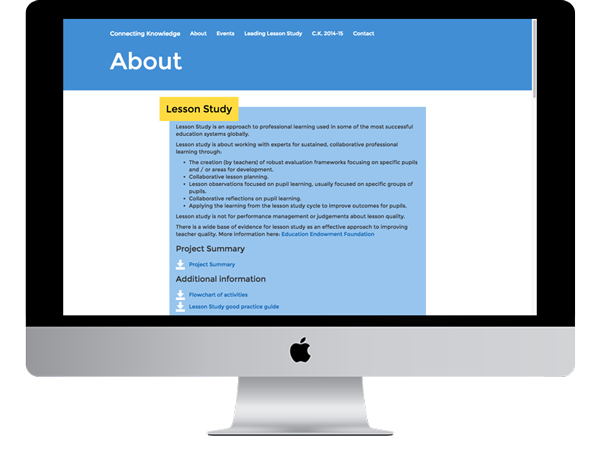 Connecting Knowledge About Events Leading Lesson Study C.K. 2014-15 Contact
About
Lesson Study
Lesson Study is an approach to professional learning used in some of the most successful
education systems globally.
Lesson study is about working with experts for sustained, collaborative professional
learning through:
• The creation (by teachers) of robust evaluation frameworks focusing on specific pupils
and / or areas for development.
• Collaborative lesson planning.
• Lesson observations focused on pupil learning, usually focused on specific groups of
pupils.
• Collaborative reflections on pupil learning.
• Applying the learning from the lesson study cycle to improve outcomes for pupils.
Lesson study is not for performance management or judgements about lesson quality.
There is a wide base of evidence for lesson study as an effective approach to improving
teacher quality. More information here: Education Endowment Foundation
Project Summary
Project Summary
Additional information
Flowchart of activities
Lesson Study good practice guide